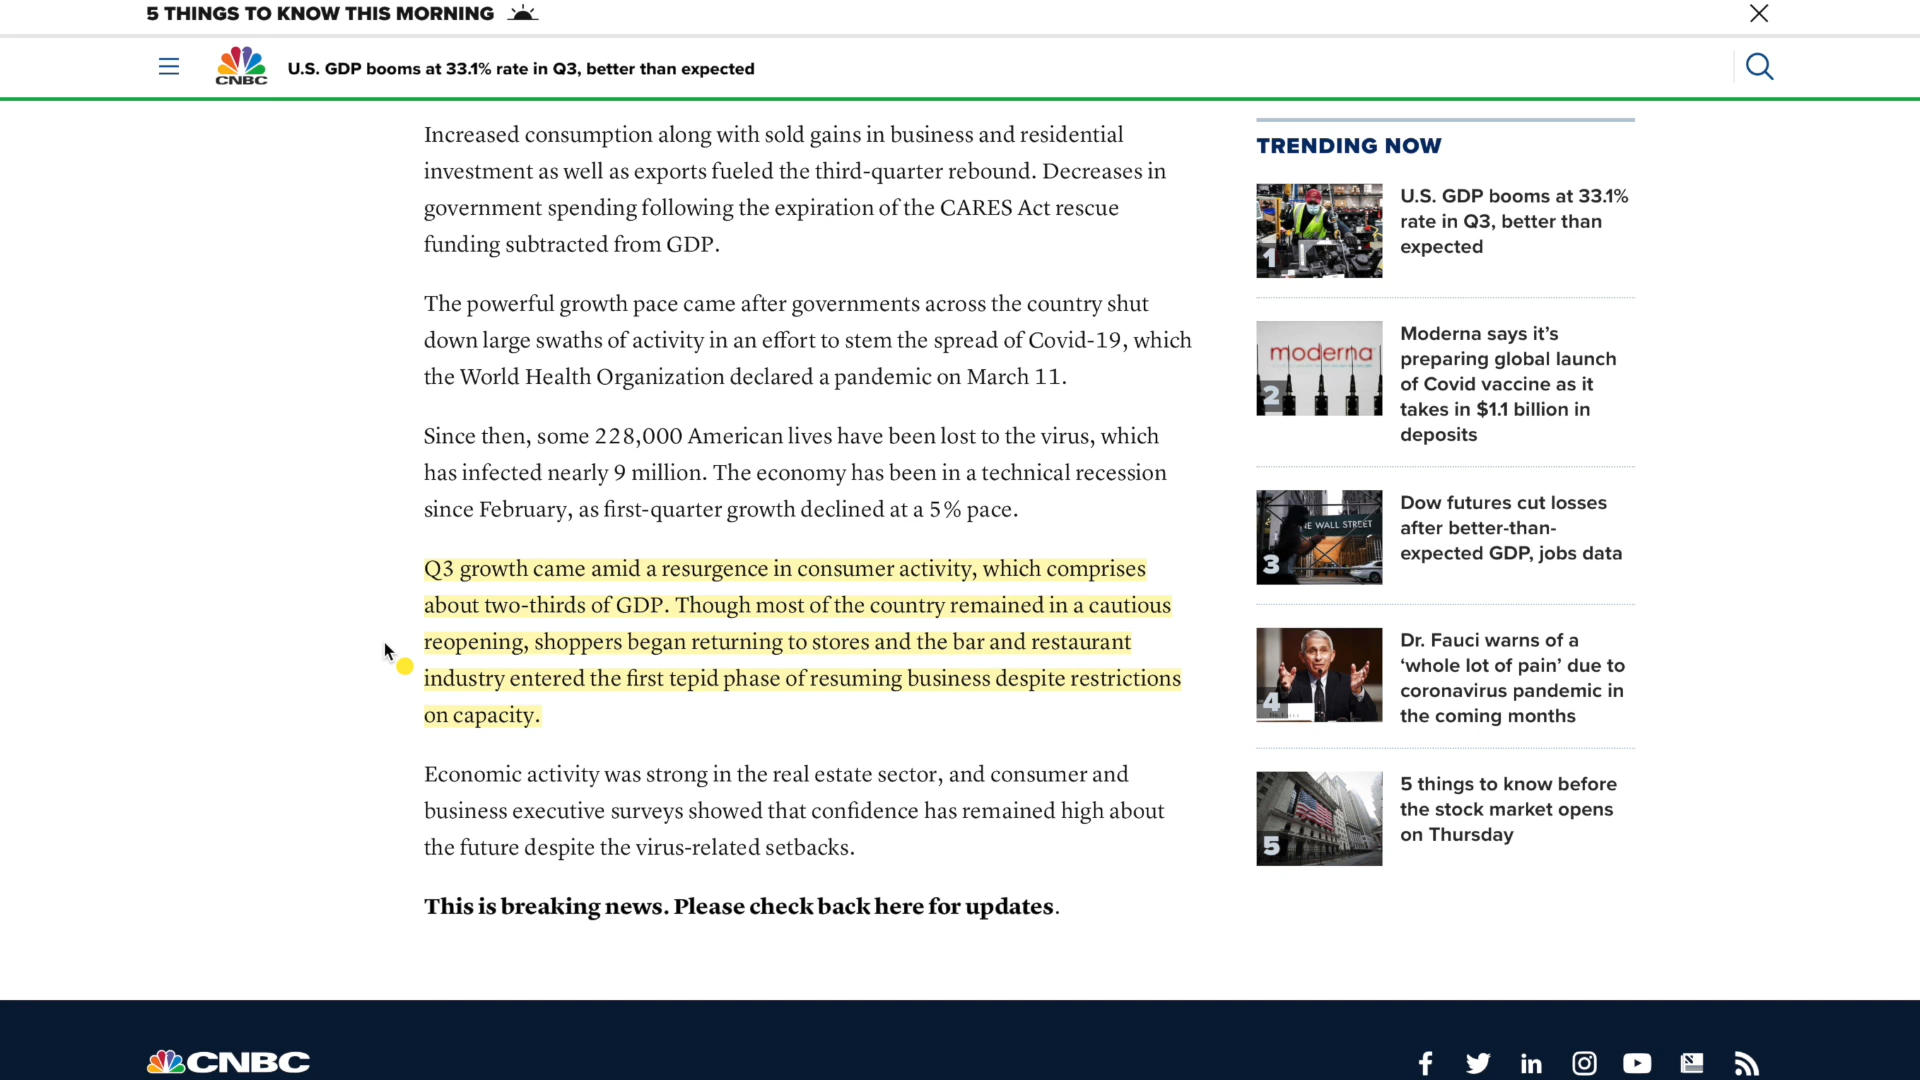 5 THINGS TO KNOW THIS MORNING
CNBC
U.S. GDP booms at 33.1% rate in Q3, better than expected
Increased consumption along with sold gains in business and residential
investment as well as exports fueled the third-quarter rebound. Decreases in
government spending following the expiration of the CARES Act rescue
funding subtracted from GDP.
The powerful growth pace came after governments across the country shut
down large swaths of activity in an effort to stem the spread of Covid-19, which
the World Health Organization declared a pandemic on March 11.
Since then, some 228,000 American lives have been lost to the virus, which
has infected nearly 9 million. The economy has been in a technical recession
since February, as first-quarter growth declined at a 5% pace.
Q3 growth came amid a resurgence in consumer activity, which comprises
about two-thirds of GDP. Though most of the country remained in a cautious
reopening, shoppers began returning to stores and the bar and restaurant
industry entered the first tepid phase of resuming business despite restrictions
on capacity.
Economic activity was strong in the real estate sector, and consumer and
business executive surveys showed that confidence has remained high about
the future despite the virus-related setbacks.
This is breaking news. Please check back here for updates.
TRENDING NOW
1
U.S. GDP booms at 33.1%
rate in Q3, better than
expected
moderna
2
Moderna says it's
preparing global launch
of Covid vaccine as it
takes in $1.1 billion in
deposits
WALL STREET
3
Dow futures cut losses
after better-than-
expected GDP, jobs data
4
Dr. Fauci warns of a
‘whole lot of pain’ due to
coronavirus pandemic in
the coming months
5
5 things to know before
the stock market opens
on Thursday
CNBC